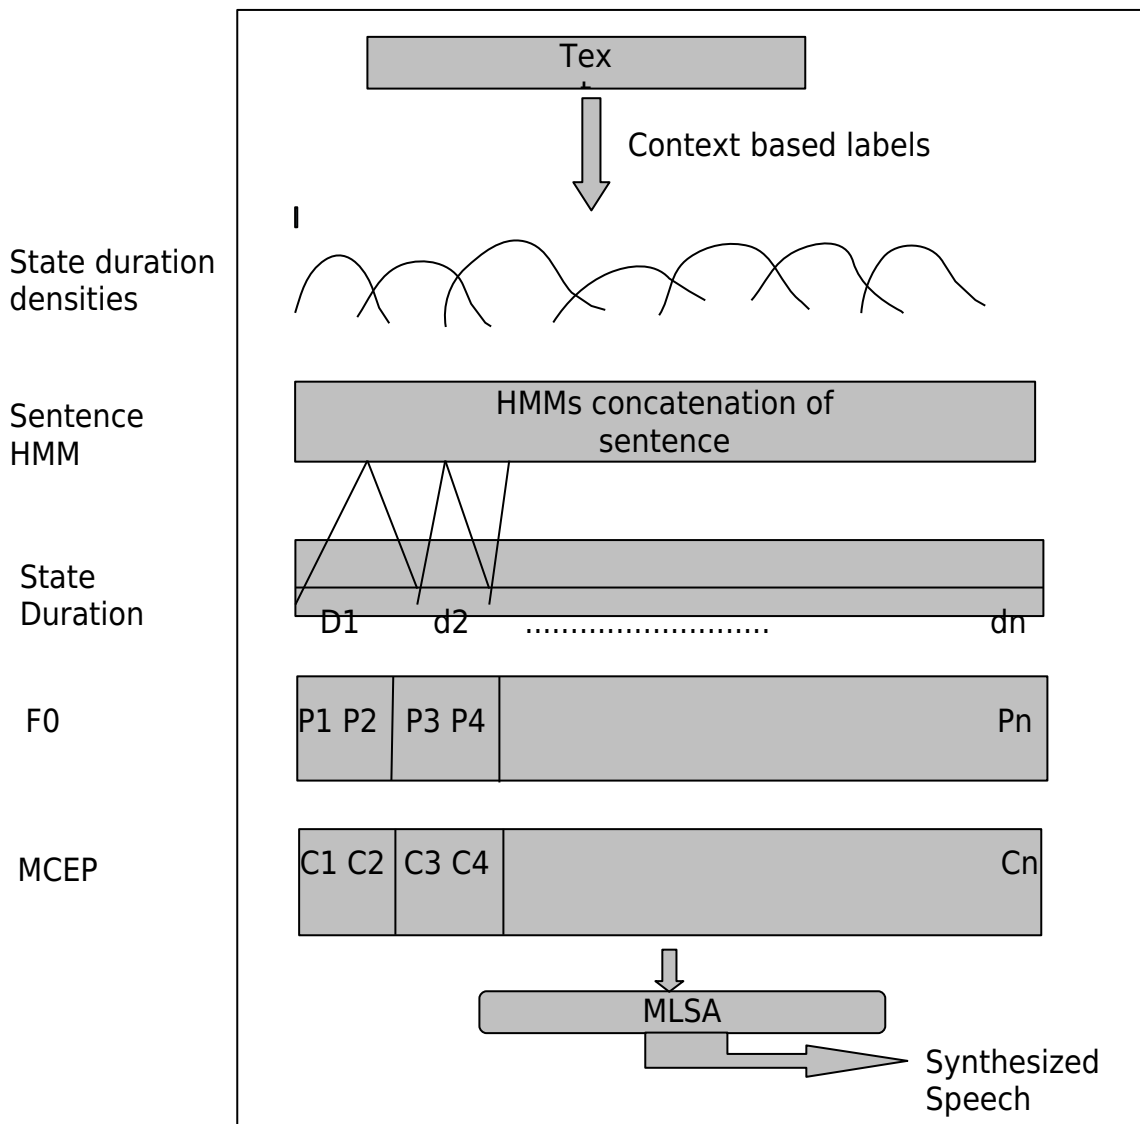 Tex
t
Context based labels
State duration
densities
Sentence
HMM
HMMs concatenation of
sentence
State
Duration
D1 d2 ........................... dn
F0
P1 P2 P3 P4 Pn
MCEP
C1 C2 C3 C4 Cn
MLSA
Synthesized
Speech